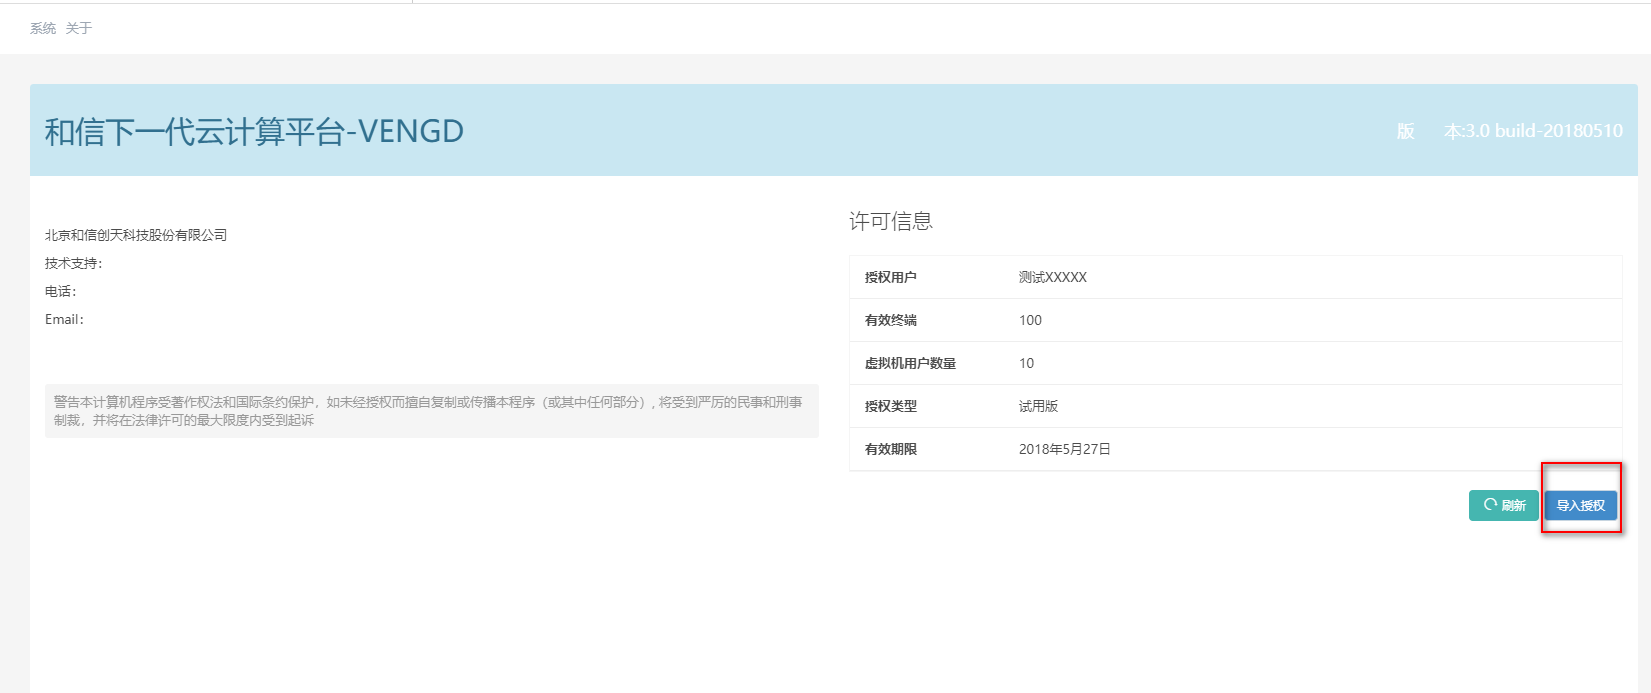 系统 关于
和信下一代云计算平台-VENGD
版 本:3.0 build-20180510
北京和信创天科技股份有限公司
技术支持：
电话：
Email：
警告本计算机程序受著作权法和国际条约保护，如未经授权而擅自复制或传播本程序（或其中任何部分）, 将受到严厉的民事和刑事
制裁，并将在法律许可的最大限度内受到起诉
许可信息
授权用户 测试XXXXX
有效终端 100
虚拟机用户数量 10
授权类型 试用版
有效期限 2018年5月27日
刷新 导入授权